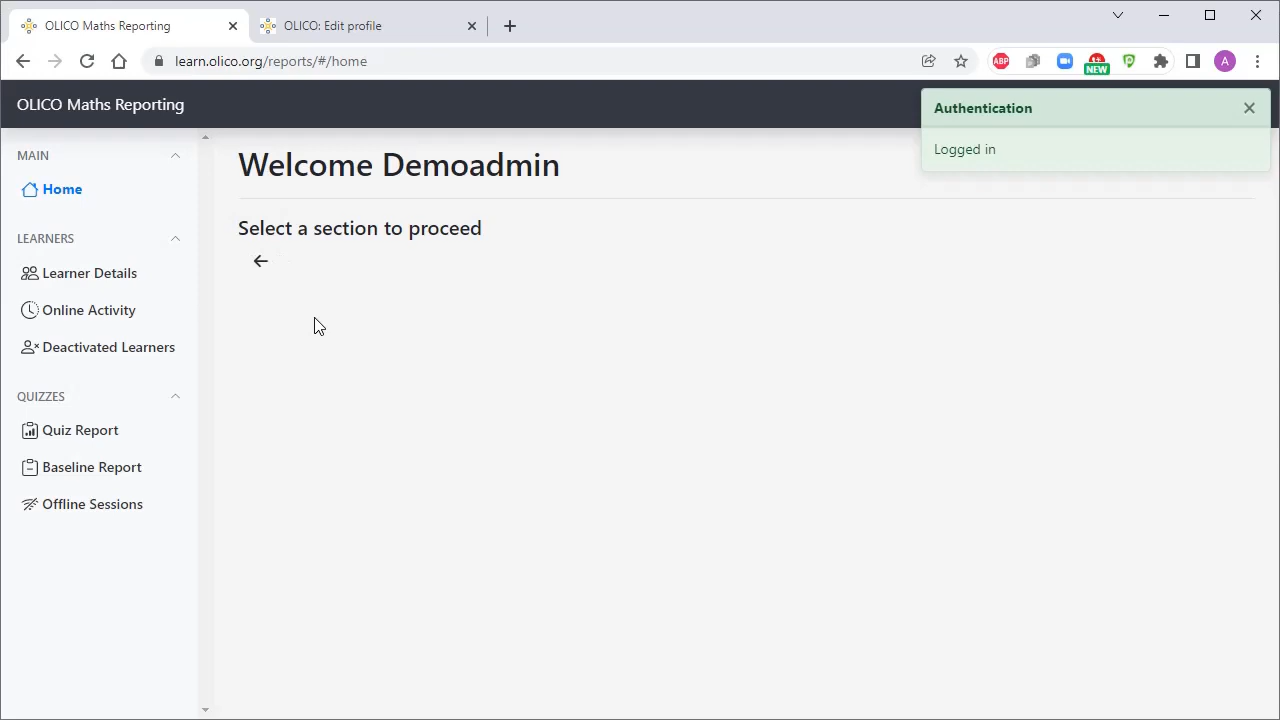 OLICO Maths Reporting
OLICO: Edit profile
learn.olico.org/reports/#/home
ABP
NEW
A
OLICO Maths Reporting
Authentication
Logged in
MAIN
Home
LEARNERS
Learner Details
Online Activity
Deactivated Learners
QUIZZES
Quiz Report
Baseline Report
Offline Sessions
Welcome Demoadmin
Select a section to proceed